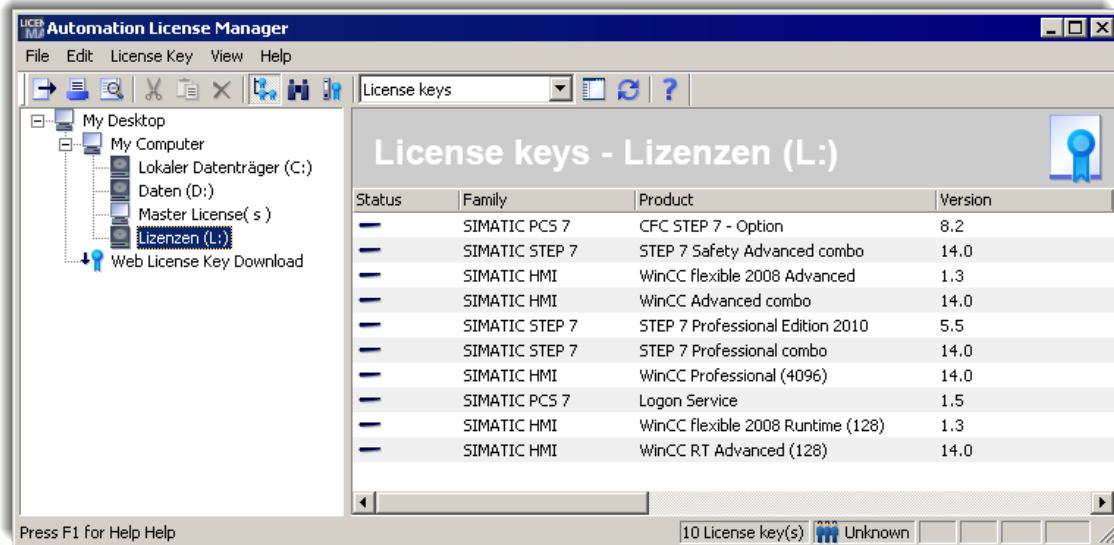 Automation License Manager
File Edit License Key View Help
License keys
My Desktop
My Computer
Lokaler Datenträger (C:)
Daten (D:)
Master License( s )
Lizenzen (L:)
Web License Key Download
License keys - Lizenzen (L:)
Status Family Product Version
SIMATIC PCS 7 CFC STEP 7 - Option 8.2
SIMATIC STEP 7 STEP 7 Safety Advanced combo 14.0
SIMATIC HMI WinCC flexible 2008 Advanced 1.3
SIMATIC HMI WinCC Advanced combo 14.0
SIMATIC STEP 7 STEP 7 Professional Edition 2010 5.5
SIMATIC STEP 7 STEP 7 Professional combo 14.0
SIMATIC HMI WinCC Professional (4096) 14.0
SIMATIC PCS 7 Logon Service 1.5
SIMATIC HMI WinCC flexible 2008 Runtime (128) 1.3
SIMATIC HMI WinCC RT Advanced (128) 14.0
Press F1 for Help Help 10 License key(s) Unknown